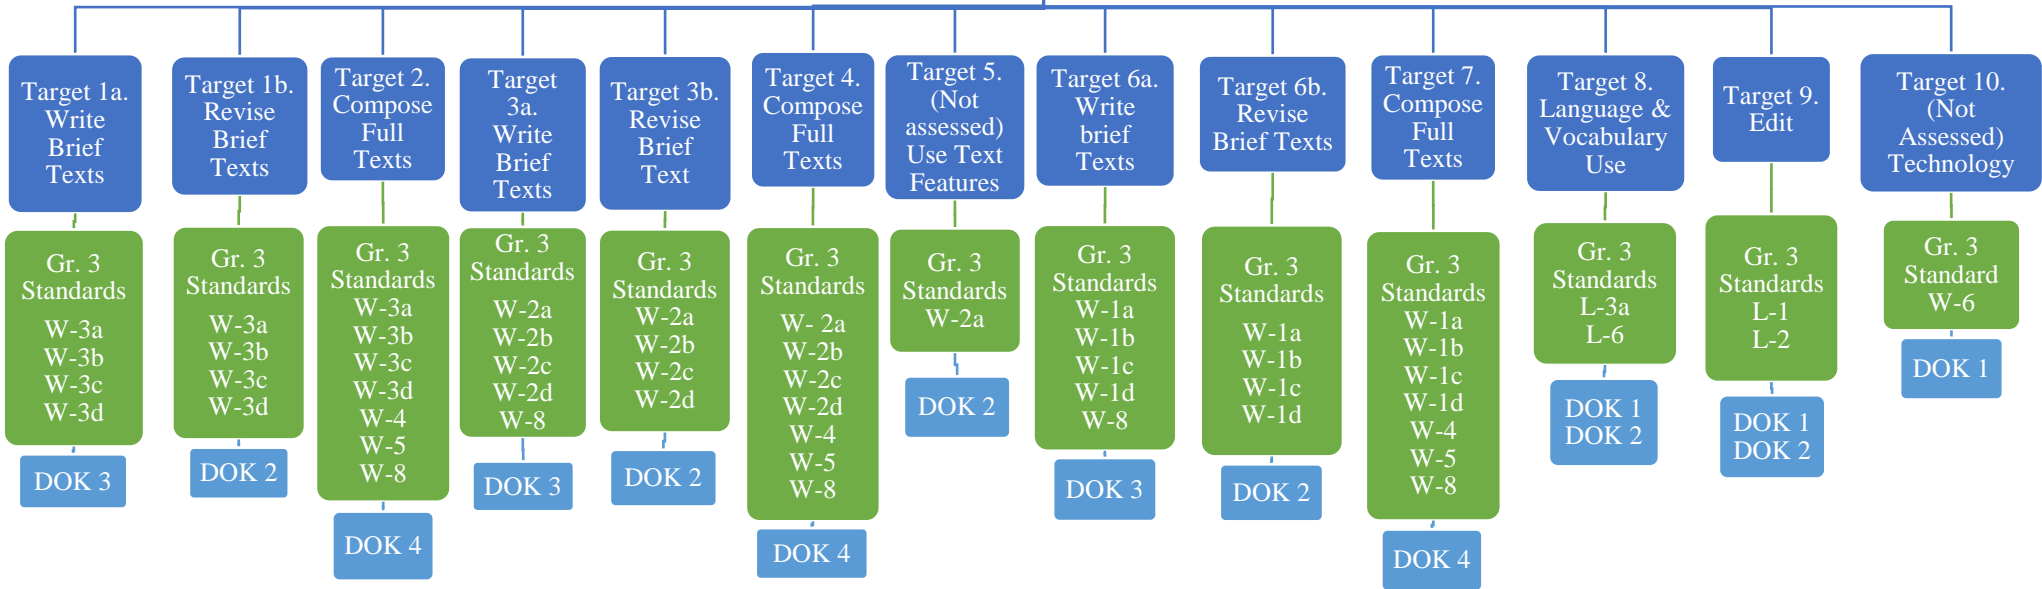 Target 1a.
Write
Brief
Texts
Gr. 3
Standards
W-3a
W-3b
W-3c
W-3d
DOK 3
Target 1b.
Revise
Brief
Texts
Gr. 3
Standards
W-3a
W-3b
W-3c
W-3d
DOK 2
Target 2.
Compose
Full
Texts
Gr. 3
Standards
W-3a
W-3b
W-3c
W-3d
W-4
W-5
W-8
DOK 4
Target
3a.
Write
Brief
Texts
Gr. 3
Standards
W-2a
W-2b
W-2c
W-2d
W-8
DOK 3
Target 3b.
Revise
Brief
Text
Gr. 3
Standards
W-2a
W-2b
W-2c
W-2d
DOK 2
Target 4.
Compose
Full
Texts
Gr. 3
Standards
W- 2a
W-2b
W-2c
W-2d
W-4
W-5
W-8
DOK 4
Target 5.
(Not
assessed)
Use Text
Features
Gr. 3
Standards
W-2a
DOK 2
Target 6a.
Write
brief
Texts
Gr. 3
Standards
W-1a
W-1b
W-1c
W-1d
W-8
DOK 3
Target 6b.
Revise
Brief Texts
Gr. 3
Standards
W-1a
W-1b
W-1c
W-1d
DOK 2
Target 7.
Compose
Full
Texts
Gr. 3
Standards
W-1a
W-1b
W-1c
W-1d
W-4
W-5
W-8
DOK 4
Target 8.
Language &
Vocabulary
Use
Gr. 3
Standards
L-3a
L-6
DOK 1
DOK 2
Target 9.
Edit
Gr. 3
Standards
L-1
L-2
DOK 1
DOK 2
Target 10.
(Not
Assessed)
Technology
Gr. 3
Standard
W-6
DOK 1